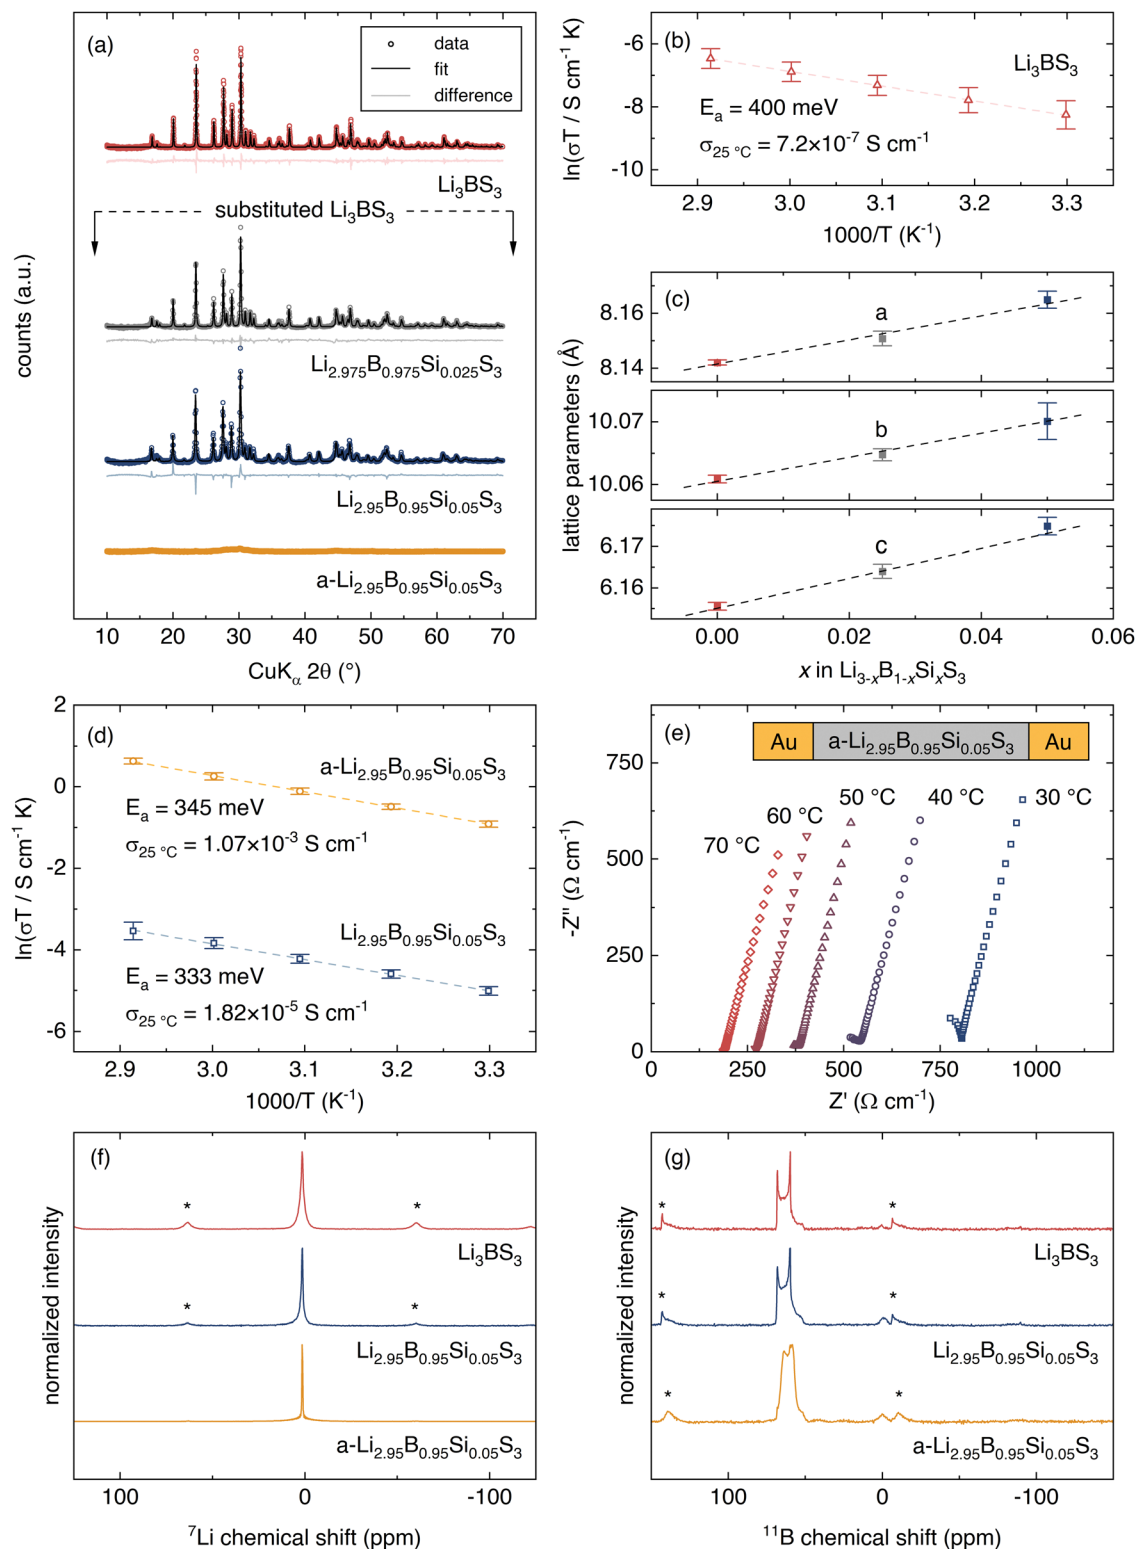 (a)
data
fit
difference
Li3BS3
substituted Li3BS3
Li2.975B0.975Si0.025S3
Li2.95B0.95Si0.05S3
a-Li2.95B0.95Si0.05S3
counts (a.u.)
10 20 30 40 50 60 70
CuKα 2θ (°)
(b)
Li3BS3
Ea = 400 meV
σ25 °C = 7.2×10-7 S cm-1
ln(σT / S cm-1 K)
-6
-8
-10
2.9 3.0 3.1 3.2 3.3
1000/T (K-1)
(c)
a
8.16
8.14
b
10.07
10.06
c
6.17
6.16
lattice parameters (Å)
0.00 0.02 0.04 0.06
x in Li3-xB1-xSixS3
(d)
a-Li2.95B0.95Si0.05S3
Ea = 345 meV
σ25 °C = 1.07×10-3 S cm-1
Li2.95B0.95Si0.05S3
Ea = 333 meV
σ25 °C = 1.82×10-5 S cm-1
ln(σT / S cm-1 K)
2
0
-2
-4
-6
2.9 3.0 3.1 3.2 3.3
1000/T (K-1)
(e)
Au a-Li2.95B0.95Si0.05S3 Au
70 °C 60 °C 50 °C 40 °C 30 °C
-Z'' (Ω cm-1)
750
500
250
0
0 250 500 750 1000
Z' (Ω cm-1)
(f)
* *
Li3BS3
* *
Li2.95B0.95Si0.05S3
a-Li2.95B0.95Si0.05S3
normalized intensity
100 0 -100
7Li chemical shift (ppm)
(g)
* *
Li3BS3
* *
Li2.95B0.95Si0.05S3
* *
a-Li2.95B0.95Si0.05S3
normalized intensity
100 0 -100
11B chemical shift (ppm)